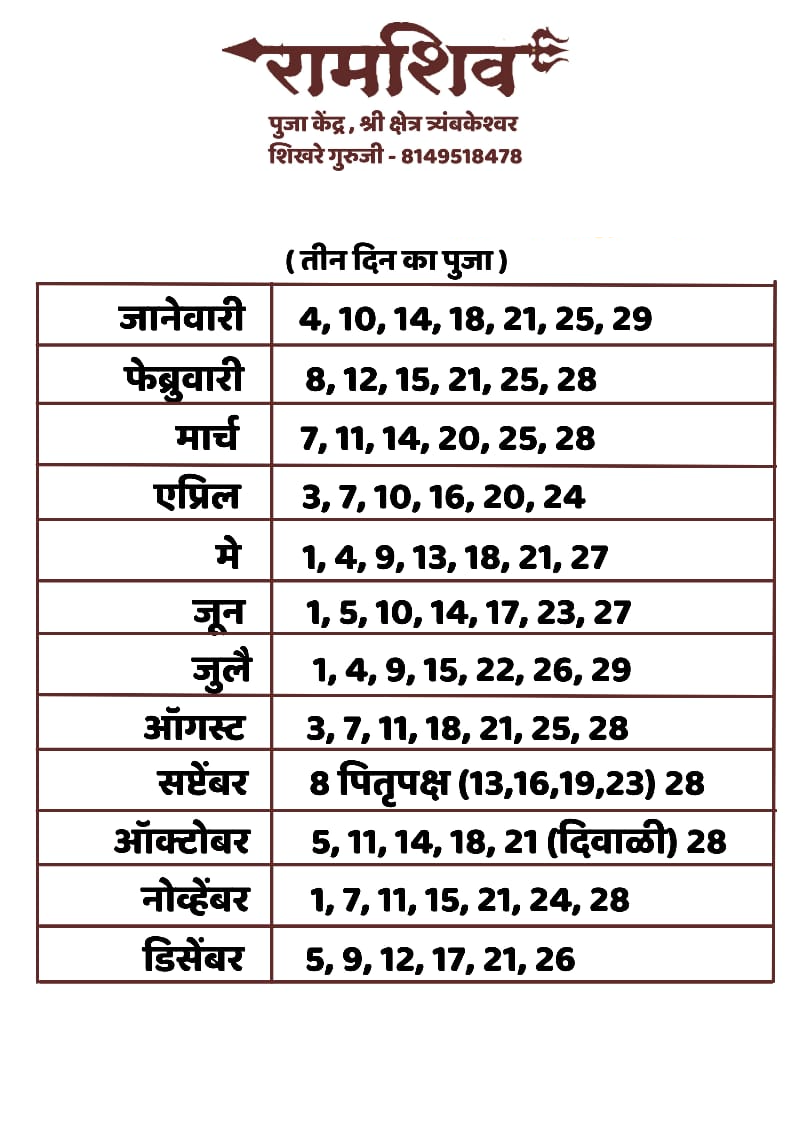 रामशिव
पुजा केंद्र , श्री क्षेत्र त्र्यंबकेश्वर
शिखरे गुरुजी - 8149518478
( तीन दिन का पुजा )
जानेवारी 4, 10, 14, 18, 21, 25, 29
फेब्रुवारी 8, 12, 15, 21, 25, 28
मार्च 7, 11, 14, 20, 25, 28
एप्रिल 3, 7, 10, 16, 20, 24
मे 1, 4, 9, 13, 18, 21, 27
जून 1, 5, 10, 14, 17, 23, 27
जुलै 1, 4, 9, 15, 22, 26, 29
ऑगस्ट 3, 7, 11, 18, 21, 25, 28
सप्टेंबर 8 पितृपक्ष (13,16,19,23) 28
ऑक्टोबर 5, 11, 14, 18, 21 (दिवाळी) 28
नोव्हेंबर 1, 7, 11, 15, 21, 24, 28
डिसेंबर 5, 9, 12, 17, 21, 26